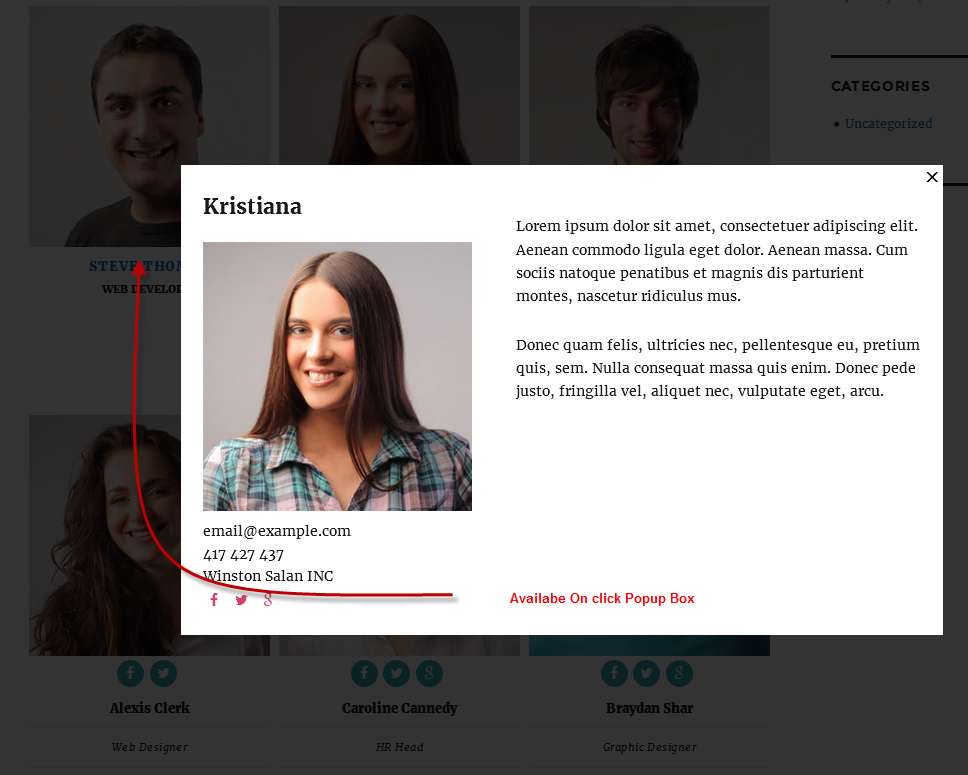 CATEGORIES
Uncategorized
Kristiana
Lorem ipsum dolor sit amet, consectetuer adipiscing elit.
Aenean commodo ligula eget dolor. Aenean massa. Cum
sociis natoque penatibus et magnis dis parturient
montes, nascetur ridiculus mus.
Donec quam felis, ultricies nec, pellentesque eu, pretium
quis, sem. Nulla consequat massa quis enim. Donec pede
justo, fringilla vel, aliquet nec, vulputate eget, arcu.
email@example.com
417 427 437
Winston Salan INC
Availabe On click Popup Box
STEVE THOM
WEB DEVELOP
Alexis Clerk
Caroline Cannedy
Braydan Shar
Web Designer
HR Head
Graphic Designer